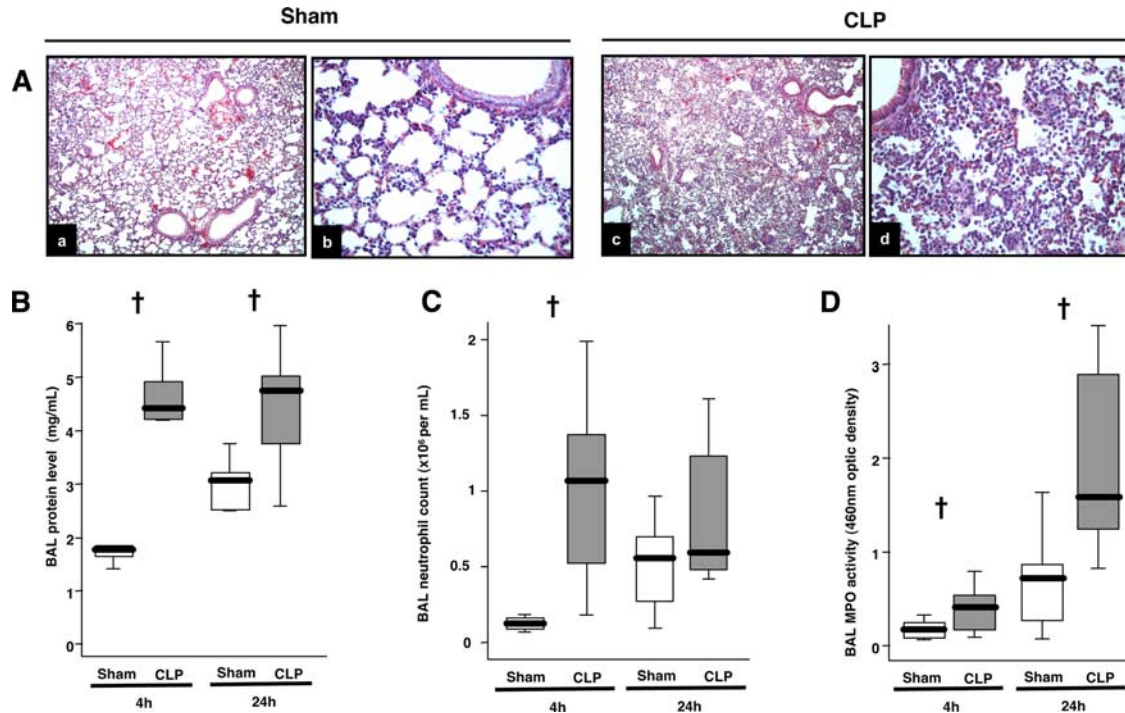 Sham
CLP
A
a
b
c
d
B
†
†
BAL protein level (mg/mL)
6
5
4
3
2
1
0
Sham
CLP
Sham
CLP
4h
24h
C
†
BAL neutrophil count (x10⁶ per mL)
2
1.5
1
0.5
0
Sham
CLP
Sham
CLP
4h
24h
D
†
†
BAL MPO activity (460nm optic density)
3
2
1
0
Sham
CLP
Sham
CLP
4h
24h